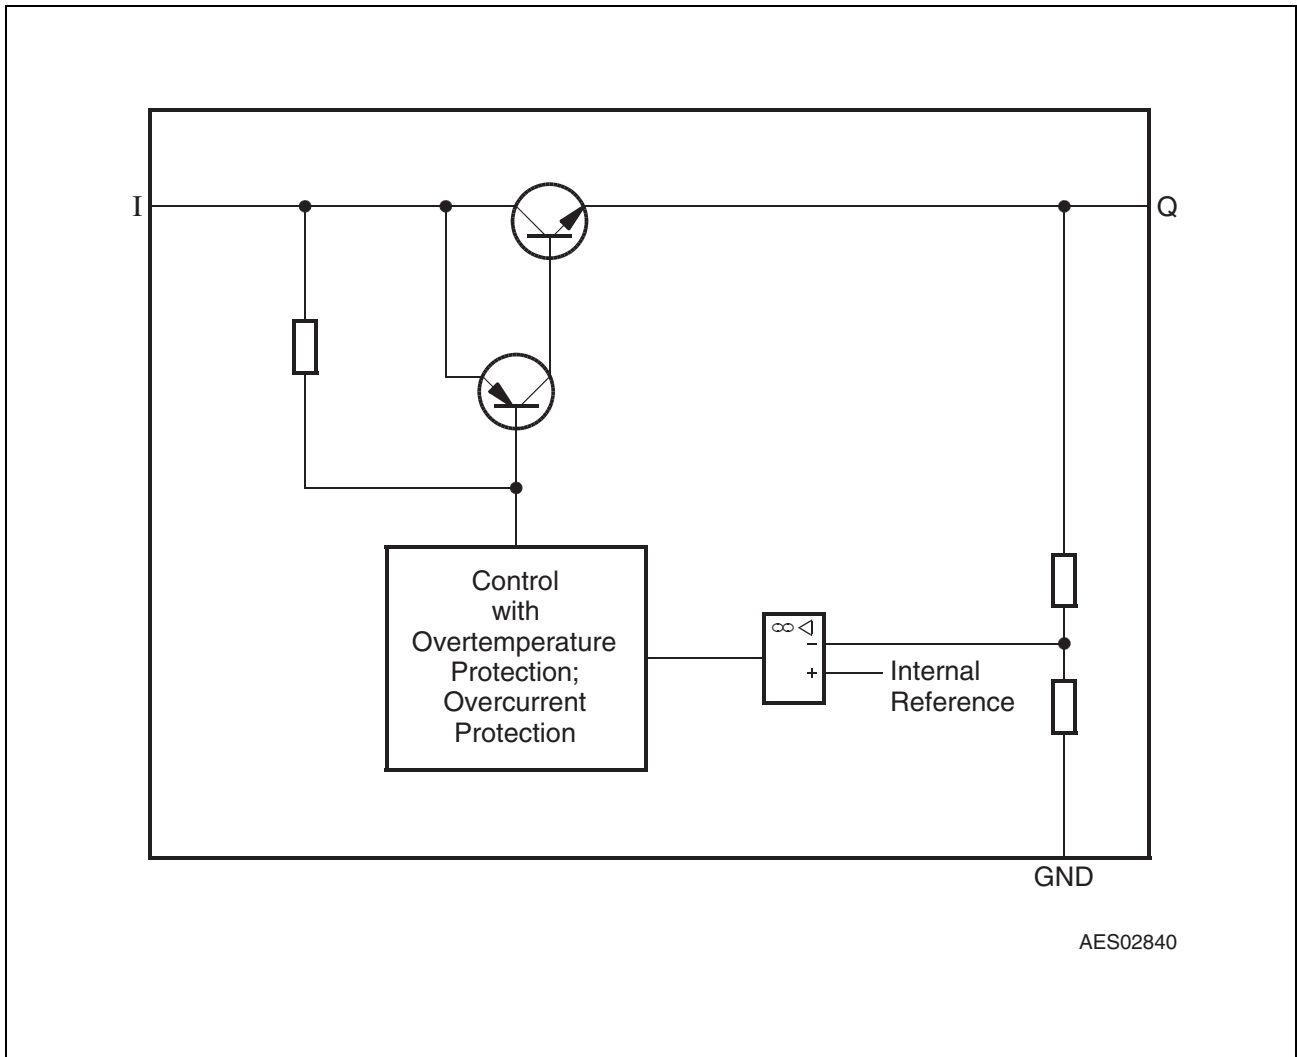 I
Q
Control
with
Overtemperature
Protection;
Overcurrent
Protection
∞ ◁
−
+
Internal
Reference
GND
AES02840